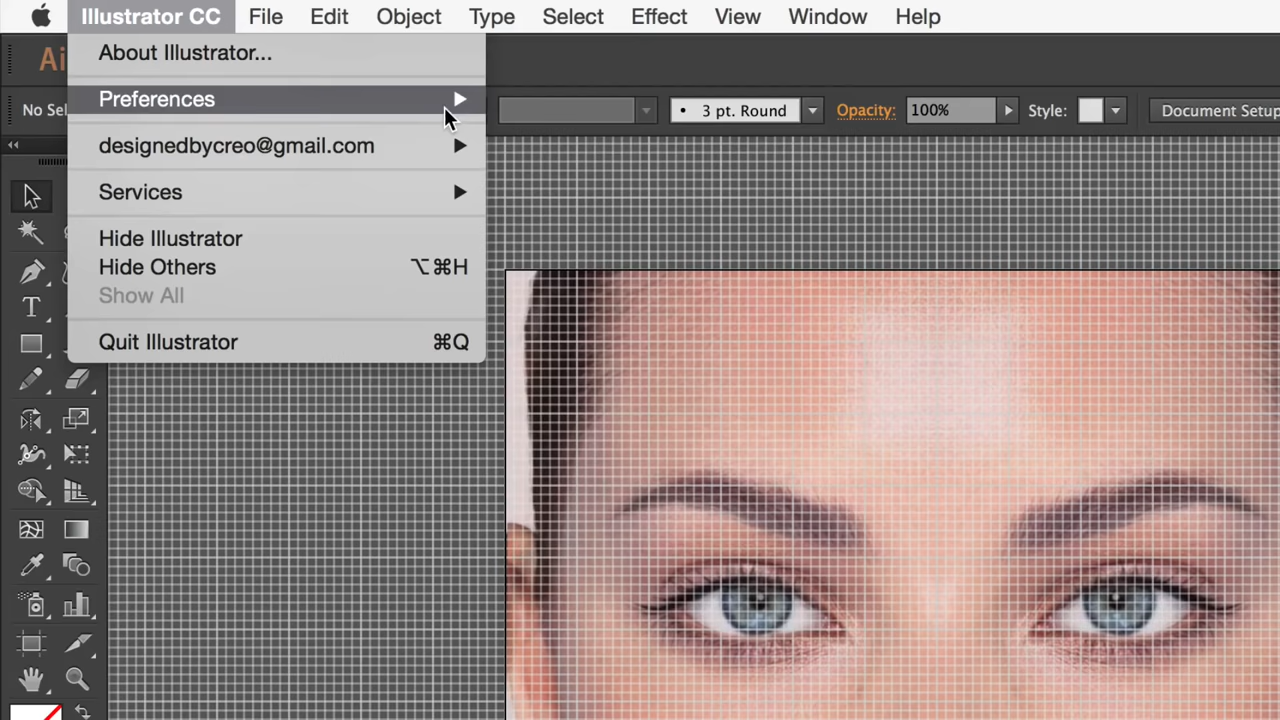 Illustrator CC File Edit Object Type Select Effect View Window Help
Ai
About Illustrator...
Preferences
No Sel
3 pt. Round
Opacity:
100%
Style:
Document Setup
designedbycreo@gmail.com
Services
Hide Illustrator
Hide Others ⌥⌘H
Show All
Quit Illustrator ⌘Q